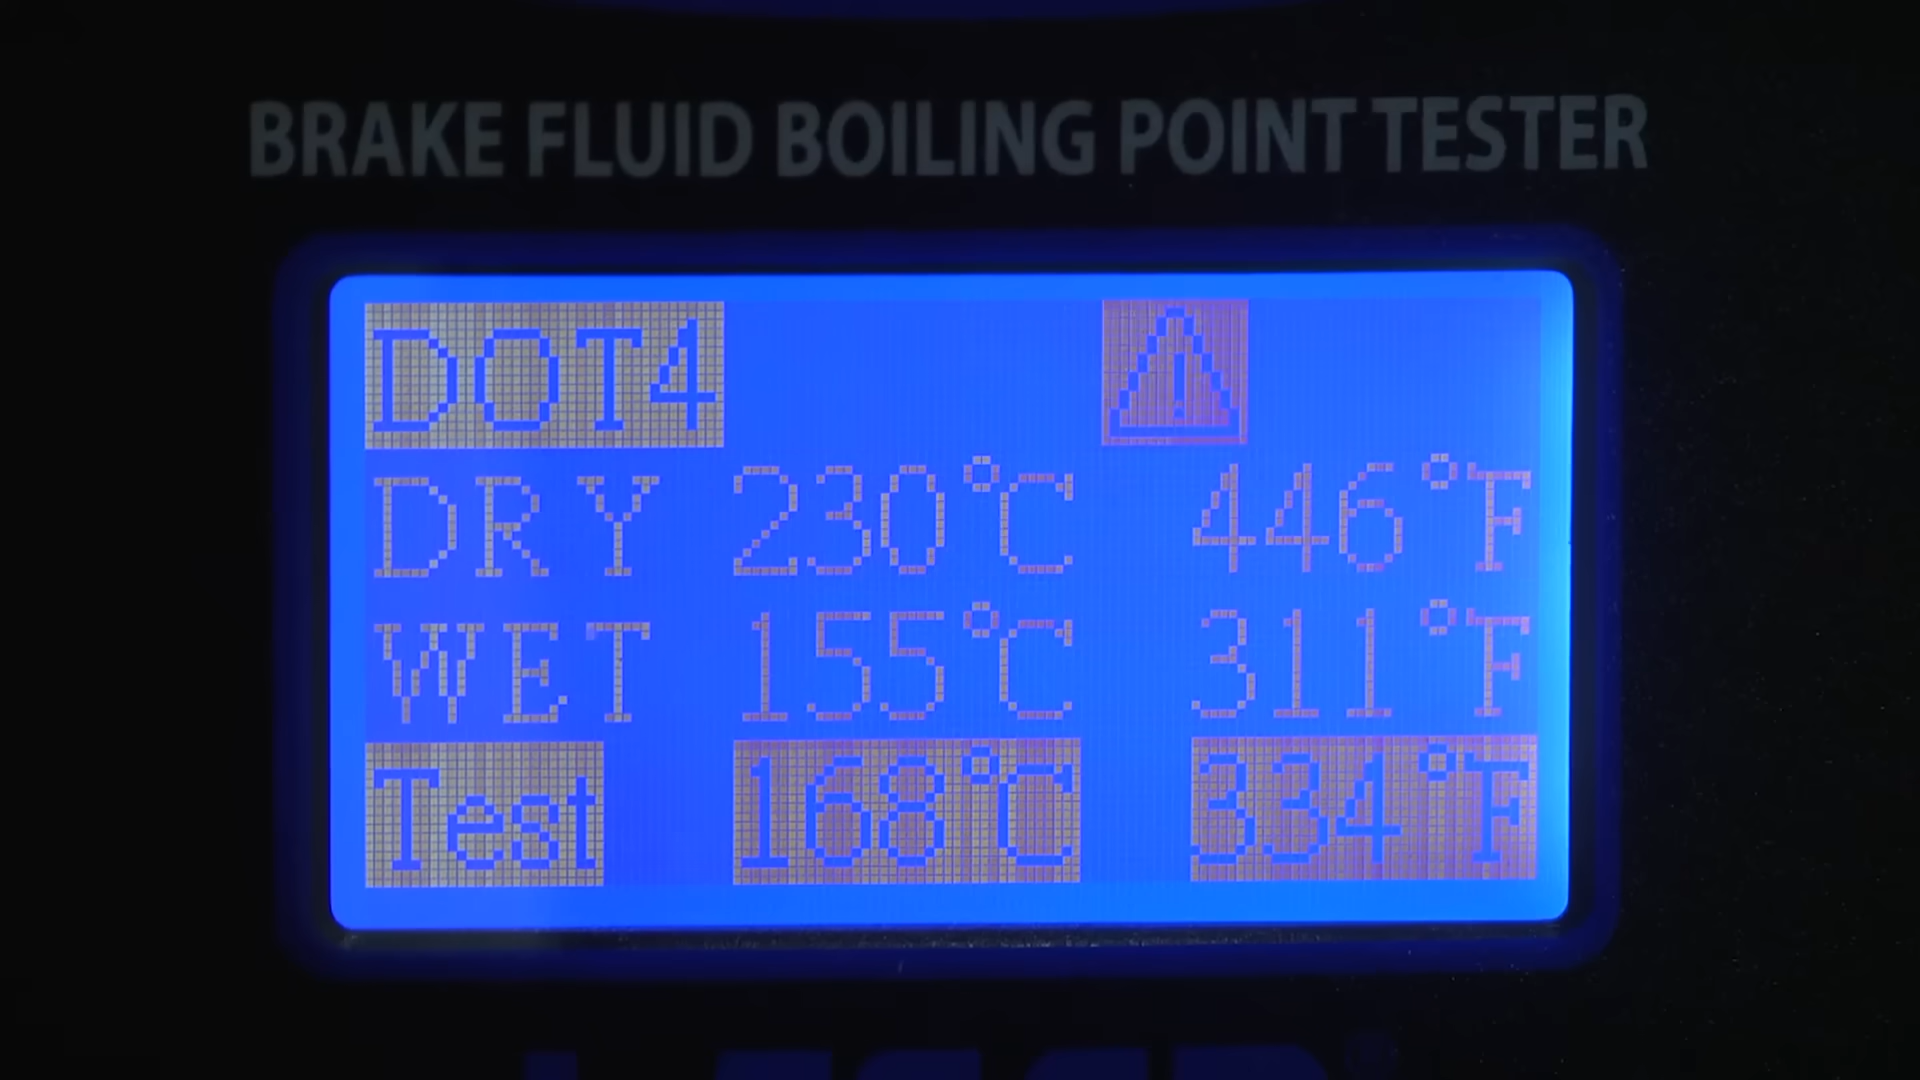 BRAKE FLUID BOILING POINT TESTER
DOT4
DRY 230°C 446°F
WET 155°C 311°F
Test 168°C 334°F